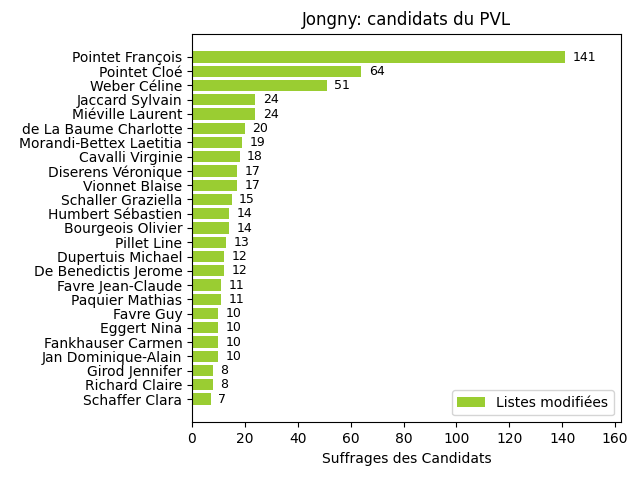 Jongny: candidats du PVL
Pointet François 141
Pointet Cloé 64
Weber Céline 51
Jaccard Sylvain 24
Miéville Laurent 24
de La Baume Charlotte 20
Morandi-Bettex Laetitia 19
Cavalli Virginie 18
Diserens Véronique 17
Vionnet Blaise 17
Schaller Graziella 15
Humbert Sébastien 14
Bourgeois Olivier 14
Pillet Line 13
Dupertuis Michael 12
De Benedictis Jerome 12
Favre Jean-Claude 11
Paquier Mathias 11
Favre Guy 10
Eggert Nina 10
Fankhauser Carmen 10
Jan Dominique-Alain 10
Girod Jennifer 8
Richard Claire 8
Schaffer Clara 7
Listes modifiées
0 20 40 60 80 100 120 140 160
Suffrages des Candidats